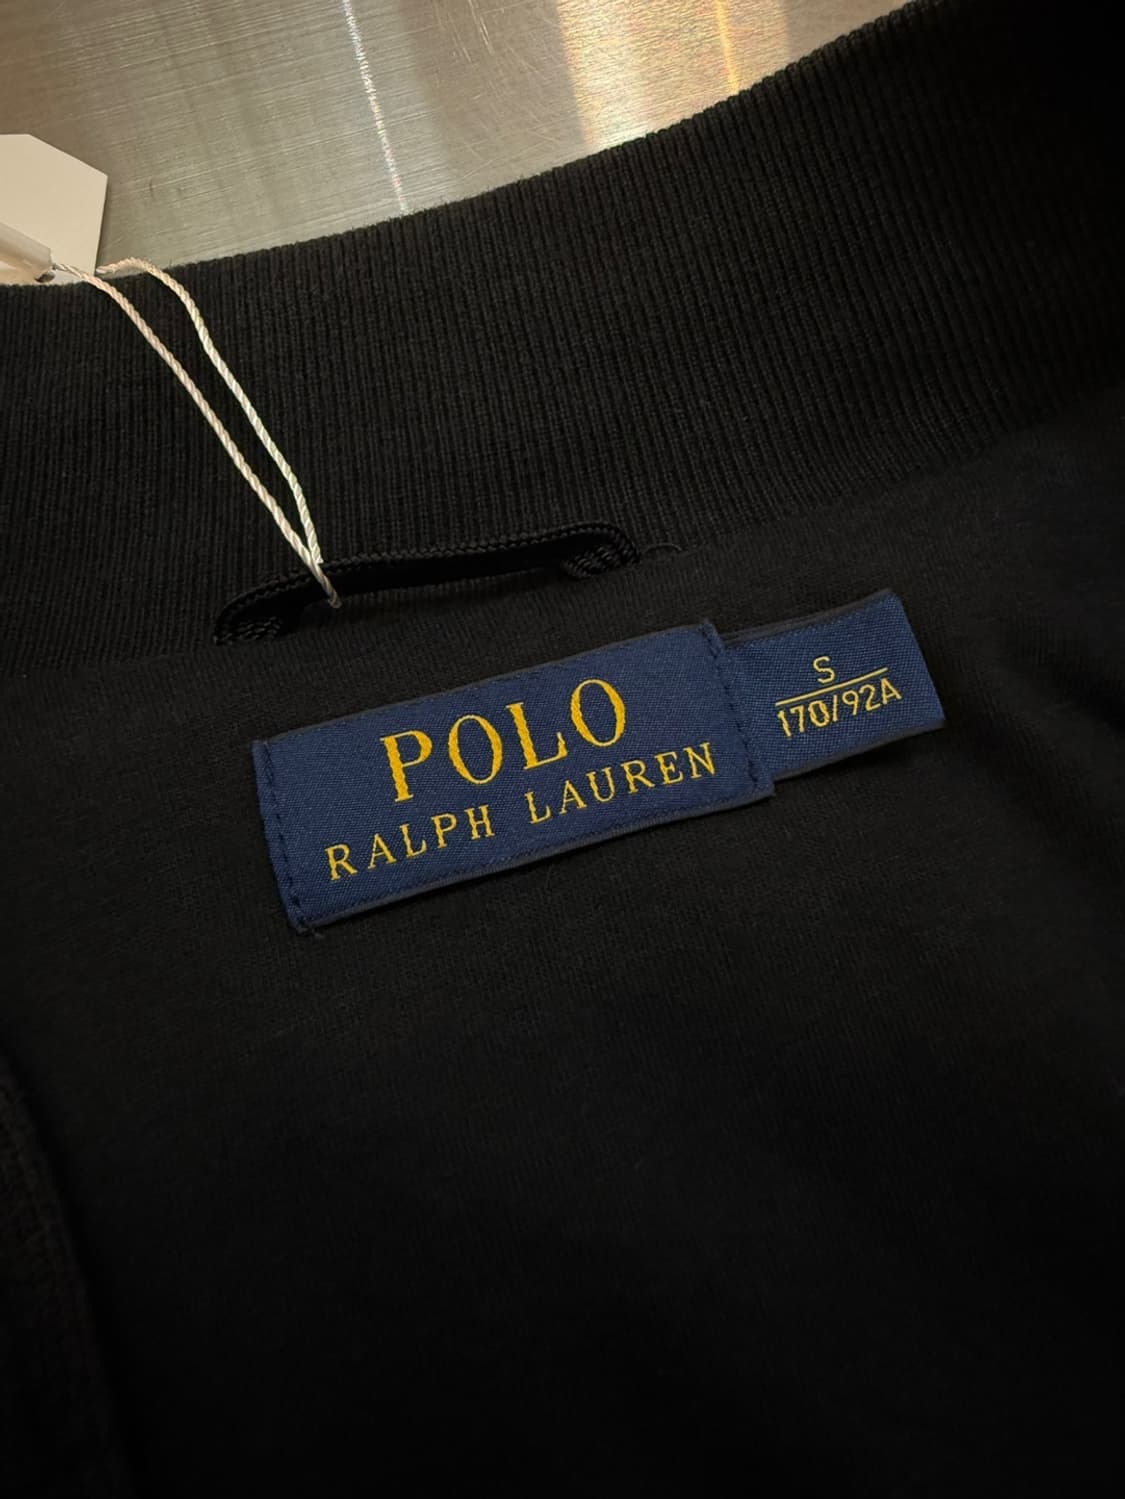 POLO
RALPH LAUREN
S
170/92A